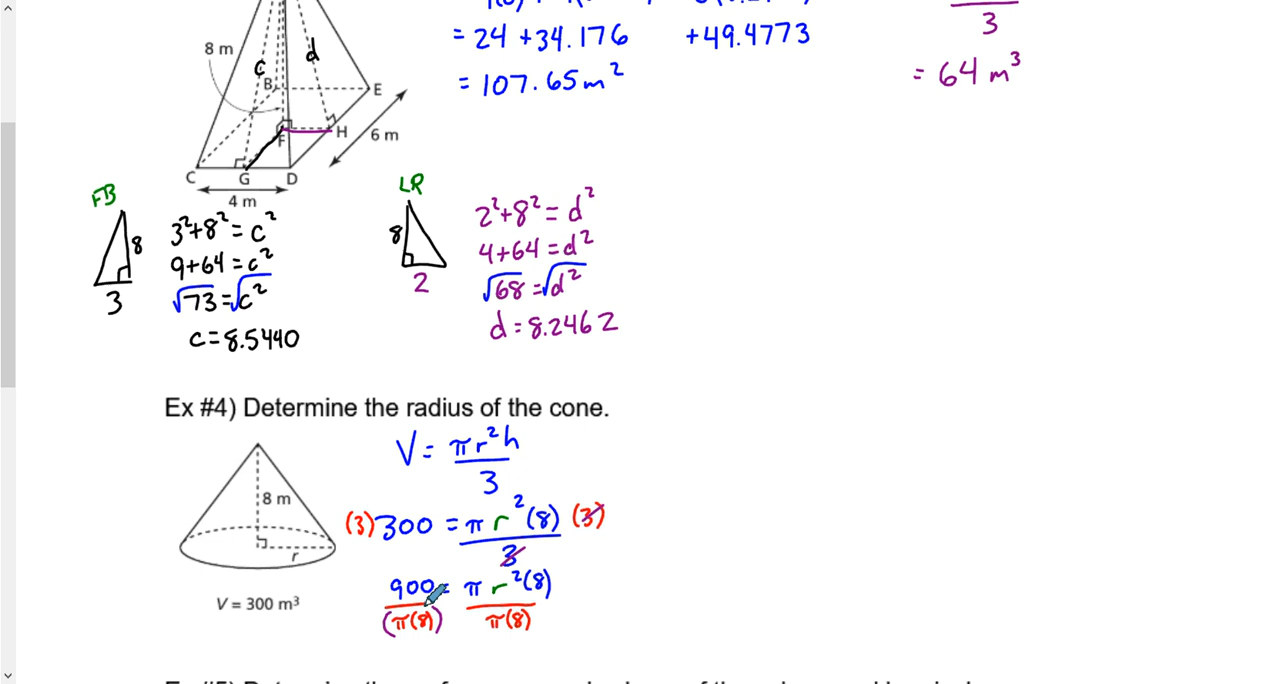 = 24 + 34.176 + 49.4773
= 107.65 m²
3
= 64 m³
8 m
c
d
B
E
F
H
6 m
C
G
D
4 m
FB
8
3
3² + 8² = c²
9 + 64 = c²
√73 = √c²
c = 8.5440
LR
8
2
2² + 8² = d²
4 + 64 = d²
√68 = √d²
d = 8.2462
Ex #4) Determine the radius of the cone.
8 m
r
V = 300 m³
V = πr²h
3
(3) 300 = π r² (8) (3)
3
900 = π r² (8)
(π(8)) π(8)